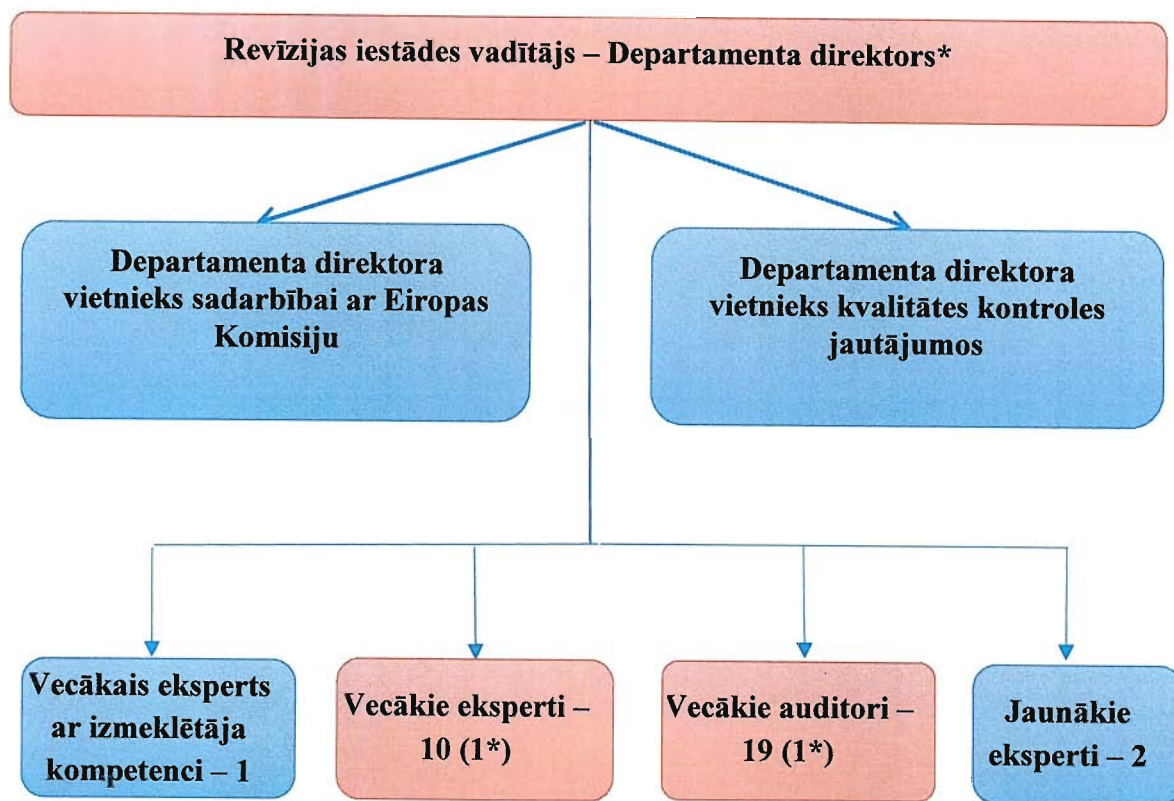 Revīzijas iestādes vadītājs – Departamenta direktors*
Departamenta direktora
vietnieks sadarbībai ar Eiropas
Komisiju
Departamenta direktora
vietnieks kvalitātes kontroles
jautājumos
Vecākais eksperts
ar izmeklētāja
kompetenci – 1
Vecākie eksperti –
10 (1*)
Vecākie auditori –
19 (1*)
Jaunākie
eksperti – 2